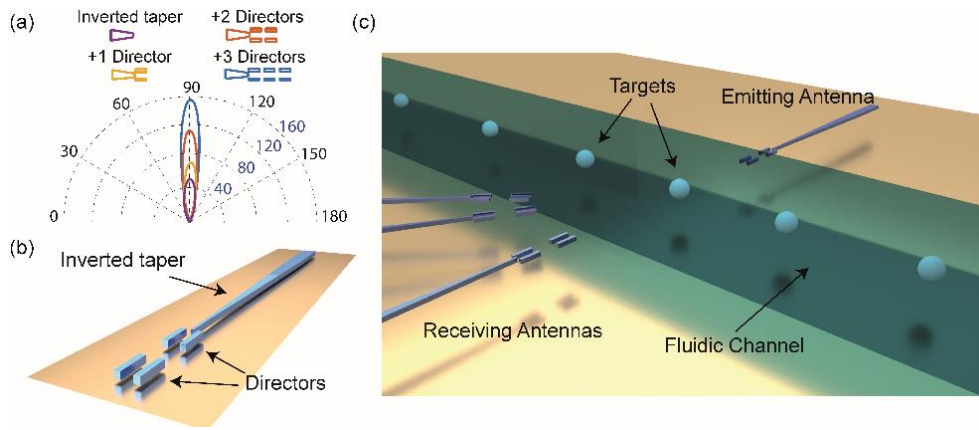 (a)
Inverted taper
+2 Directors
+1 Director
+3 Directors
90
60
120
30
160
120
80
40
150
0
180
(b)
Inverted taper
Directors
(c)
Targets
Emitting Antenna
Receiving Antennas
Fluidic Channel